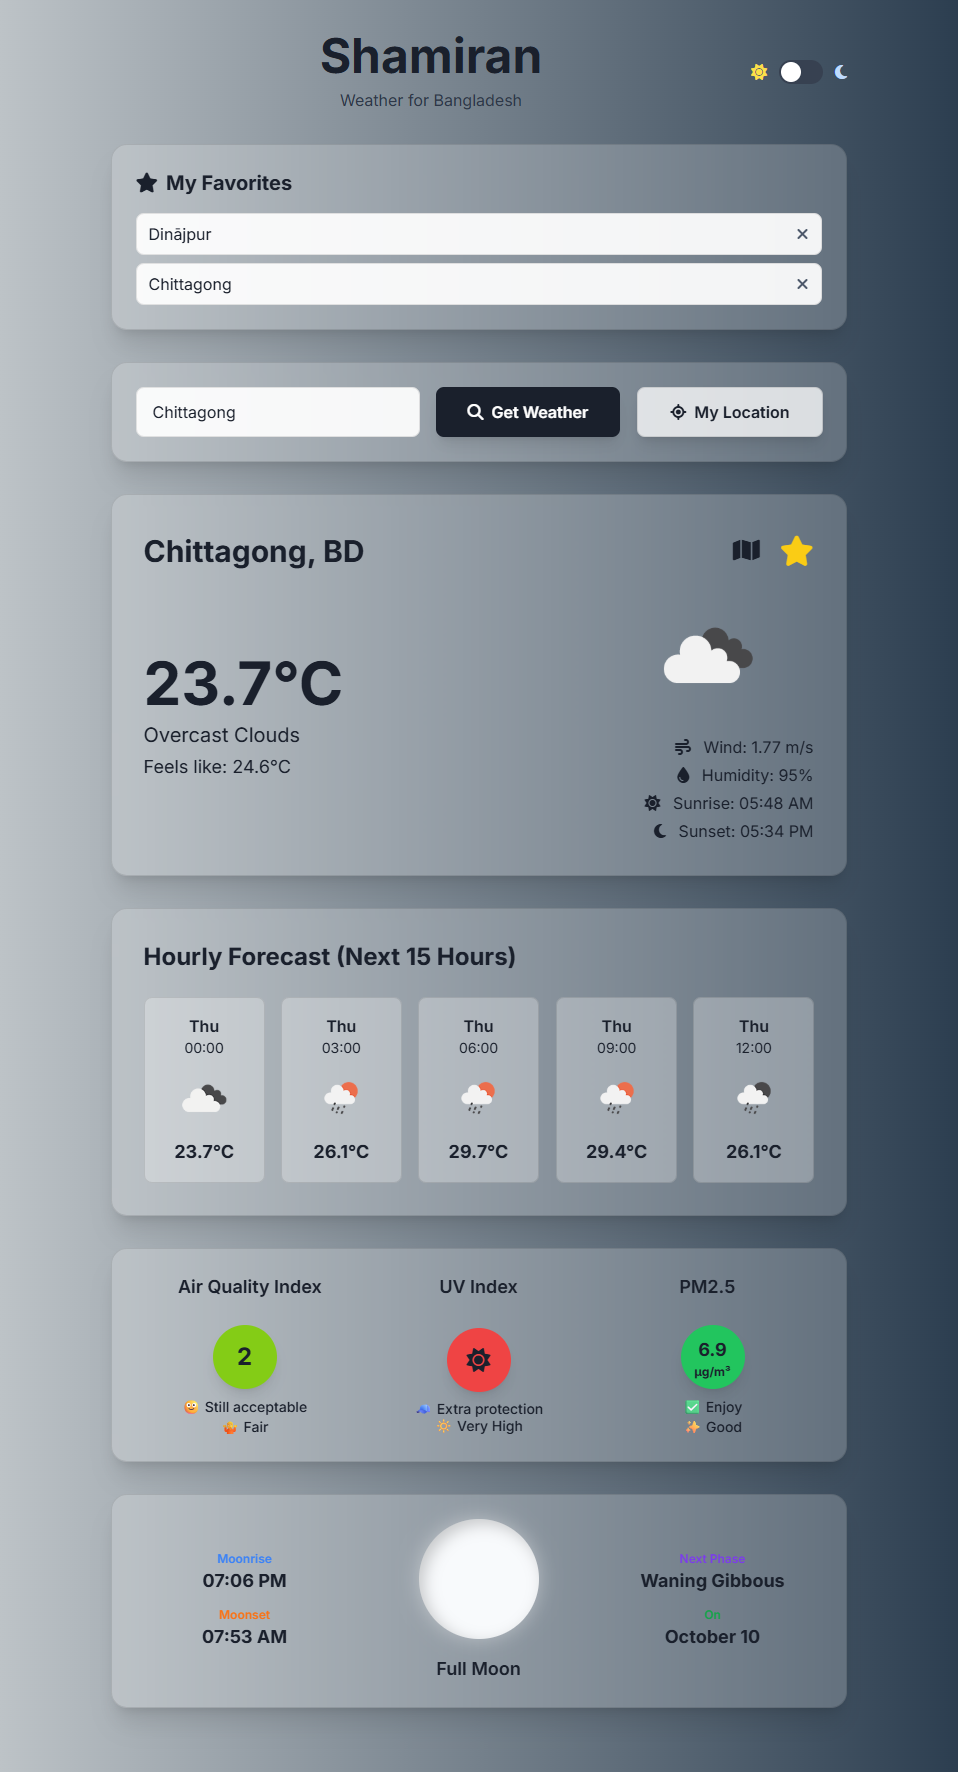 Shamiran
Weather for Bangladesh
My Favorites
Dinājpur
Chittagong
Chittagong
Get Weather
My Location
Chittagong, BD
23.7°C
Overcast Clouds
Feels like: 24.6°C
Wind: 1.77 m/s
Humidity: 95%
Sunrise: 05:48 AM
Sunset: 05:34 PM
Hourly Forecast (Next 15 Hours)
Thu
00:00
23.7°C
Thu
03:00
26.1°C
Thu
06:00
29.7°C
Thu
09:00
29.4°C
Thu
12:00
26.1°C
Air Quality Index
2
Still acceptable
Fair
UV Index
Extra protection
Very High
PM2.5
6.9
µg/m³
Enjoy
Good
Moonrise
07:06 PM
Moonset
07:53 AM
Full Moon
Next Phase
Waning Gibbous
On
October 10